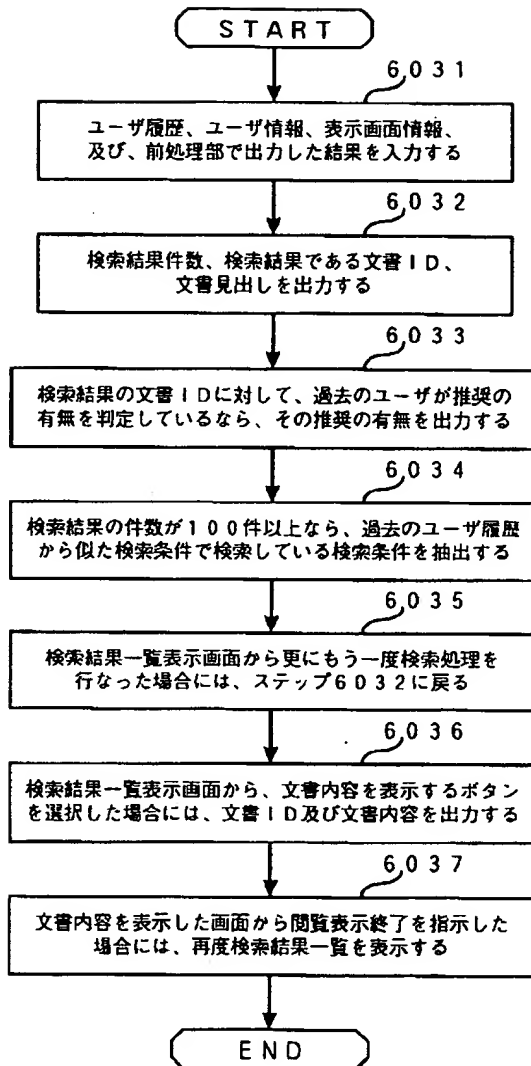 START
6031
ユーザ履歴、ユーザ情報、表示画面情報、
及び、前処理部で出力した結果を入力する
6032
検索結果件数、検索結果である文書ID、
文書見出しを出力する
6033
検索結果の文書IDに対して、過去のユーザが推奨の
有無を判定しているなら、その推奨の有無を出力する
6034
検索結果の件数が100件以上なら、過去のユーザ履歴
から似た検索条件で検索している検索条件を抽出する
6035
検索結果一覧表示画面から更にもう一度検索処理を
行なった場合には、ステップ6032に戻る
6036
検索結果一覧表示画面から、文書内容を表示するボタン
を選択した場合には、文書ID及び文書内容を出力する
6037
文書内容を表示した画面から閲覧表示終了を指示した
場合には、再度検索結果一覧を表示する
END